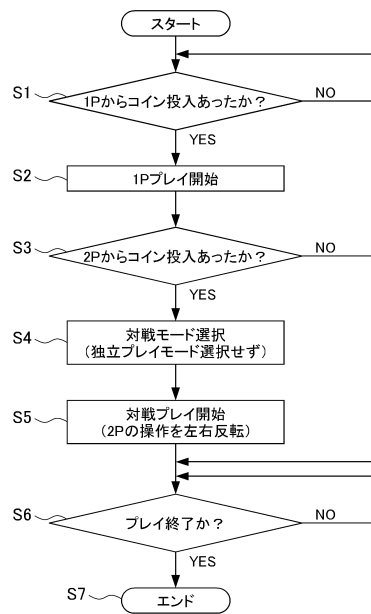 スタート
S1
1Pからコイン投入あったか？
NO
YES
S2
1Pプレイ開始
S3
2Pからコイン投入あったか？
NO
YES
S4
対戦モード選択
（独立プレイモード選択せず）
S5
対戦プレイ開始
（2Pの操作を左右反転）
S6
プレイ終了か？
NO
YES
S7
エンド